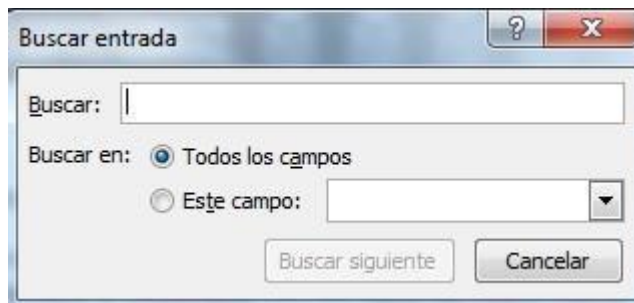 Buscar entrada
Buscar:
Buscar en: Todos los campos
Este campo:
Buscar siguiente Cancelar